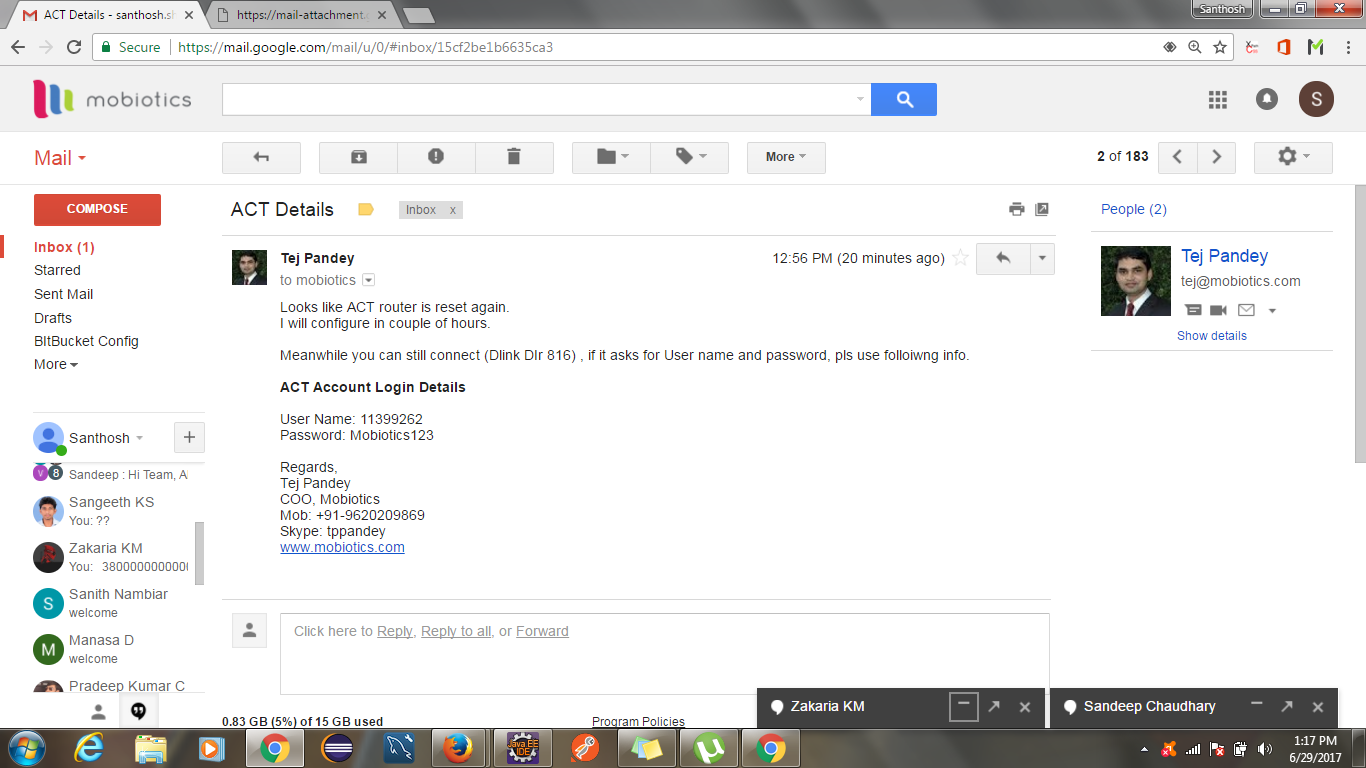 ACT Details - santhosh.sh
https://mail-attachment.
Santhosh
Secure
https://mail.google.com/mail/u/0/#inbox/15cf2be1b6635ca3
mobiotics
S
Mail
More
2 of 183
COMPOSE
Inbox (1)
Starred
Sent Mail
Drafts
BItBucket Config
More
ACT Details
Inbox x
People (2)
Tej Pandey
12:56 PM (20 minutes ago)
to mobiotics
Tej Pandey
tej@mobiotics.com
Show details
Looks like ACT router is reset again.
I will configure in couple of hours.
Meanwhile you can still connect (Dlink DIr 816) , if it asks for User name and password, pls use folloiwng info.
ACT Account Login Details
User Name: 11399262
Password: Mobiotics123
Regards,
Tej Pandey
COO, Mobiotics
Mob: +91-9620209869
Skype: tppandey
www.mobiotics.com
Santhosh
V 8
Sandeep : Hi Team, A
Sangeeth KS
You: ??
Zakaria KM
You: 380000000000
S
Sanith Nambiar
welcome
M
Manasa D
welcome
Pradeep Kumar C
Click here to Reply, Reply to all, or Forward
Zakaria KM
Sandeep Chaudhary
0.83 GB (5%) of 15 GB used
Program Policies
Java EE
IDE
1:17 PM
6/29/2017